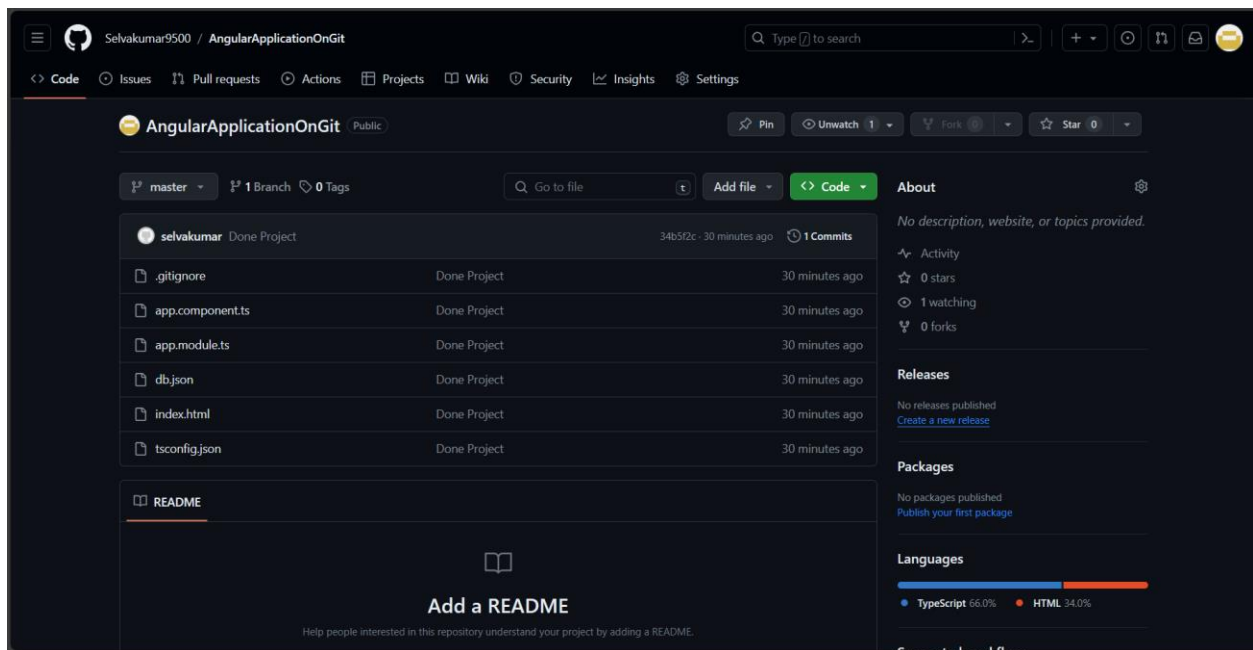 Selvakumar9500 / AngularApplicationOnGit
Type / to search
Code Issues Pull requests Actions Projects Wiki Security Insights Settings
AngularApplicationOnGit Public
Pin Unwatch 1 Fork 0 Star 0
master 1 Branch 0 Tags
Go to file t Add file Code
selvakumar Done Project 34b5f2c · 30 minutes ago 1 Commits
.gitignore Done Project 30 minutes ago
app.component.ts Done Project 30 minutes ago
app.module.ts Done Project 30 minutes ago
db.json Done Project 30 minutes ago
index.html Done Project 30 minutes ago
tsconfig.json Done Project 30 minutes ago
README
Add a README
Help people interested in this repository understand your project by adding a README.
About
No description, website, or topics provided.
Activity
0 stars
1 watching
0 forks
Releases
No releases published
Create a new release
Packages
No packages published
Publish your first package
Languages
TypeScript 66.0% HTML 34.0%